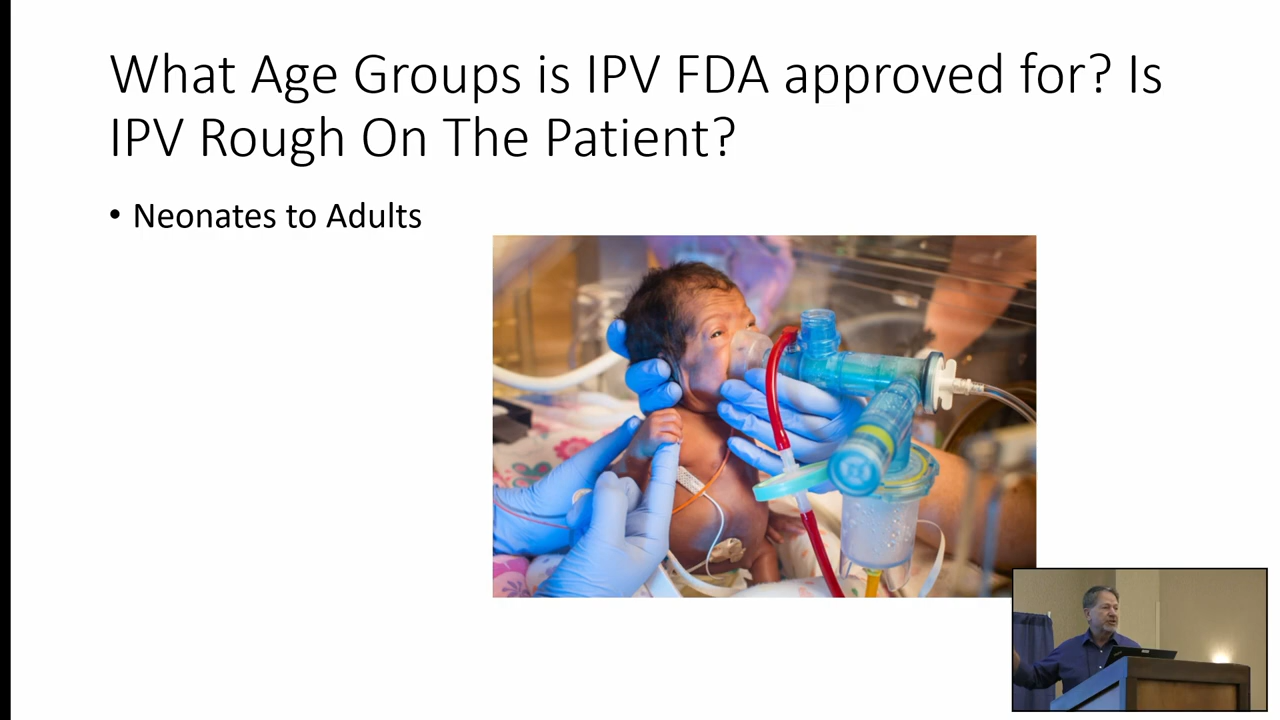 What Age Groups is IPV FDA approved for? Is
IPV Rough On The Patient?
• Neonates to Adults